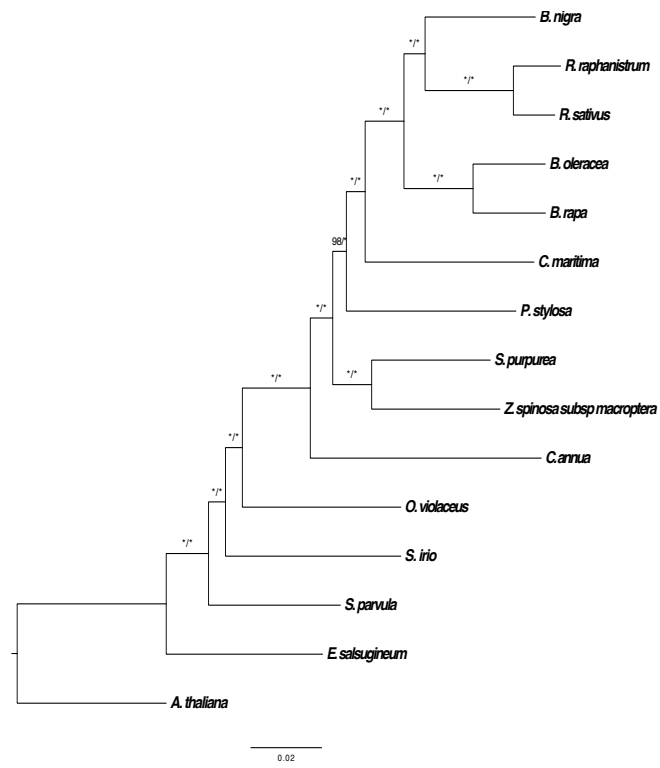 B. nigra
*/*
R. raphanistrum
*/*
*/*
R. sativus
B. oleracea
*/*
*/*
B. rapa
98/*
C. maritima
*/*
P. stylosa
S. purpurea
*/*
*/*
Z. spinosa subsp macroptera
*/*
C. annua
*/*
O. violaceus
*/*
S. irio
S. parvula
E. salsugineum
A. thaliana
0.02